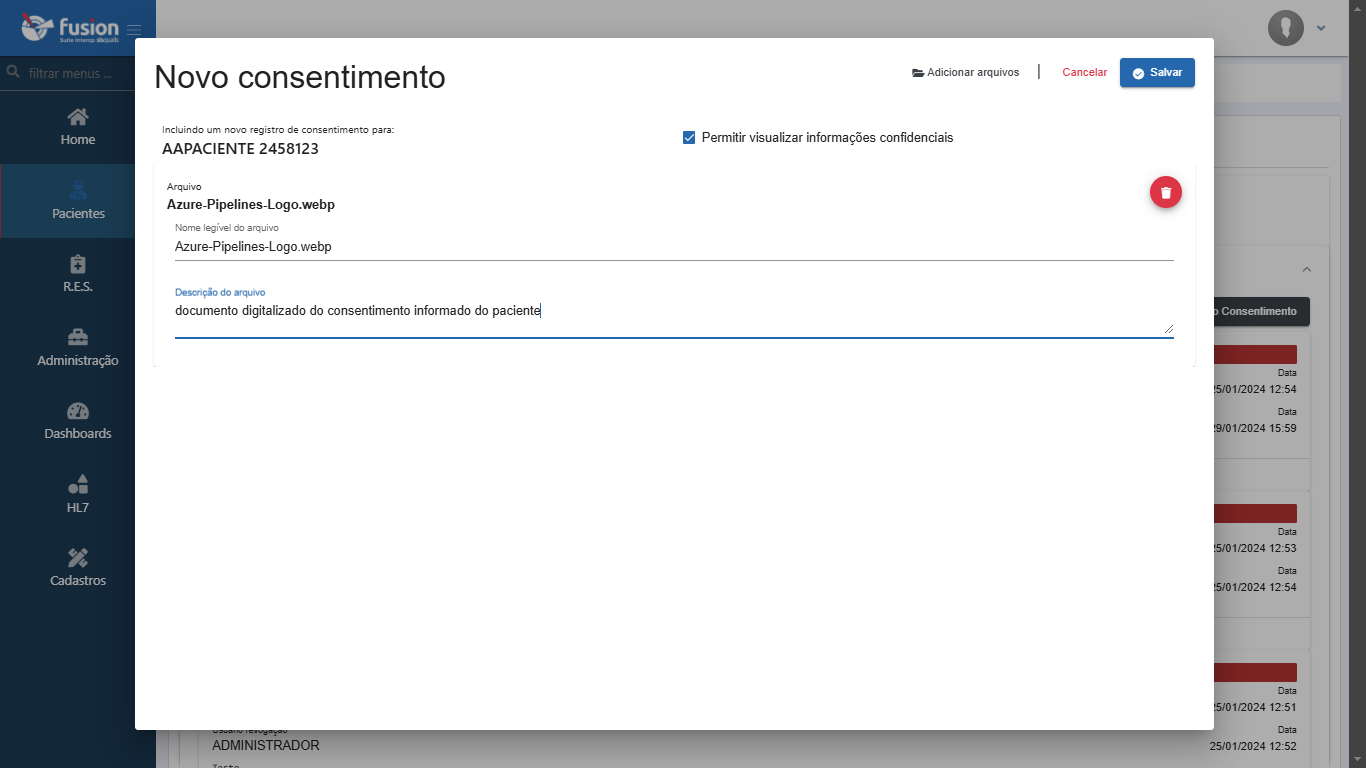 fusion
Suite Interop
filtrar menus ...
Home
Pacientes
R.E.S.
Administração
Dashboards
HL7
Cadastros
Novo consentimento
Adicionar arquivos
Cancelar
Salvar
Incluindo um novo registro de consentimento para:
AAPACIENTE 2458123
Permitir visualizar informações confidenciais
Arquivo
Azure-Pipelines-Logo.webp
Nome legível do arquivo
Azure-Pipelines-Logo.webp
Descrição do arquivo
documento digitalizado do consentimento informado do paciente
o Consentimento
Data
25/01/2024 12:54
Data
29/01/2024 15:59
Data
25/01/2024 12:53
Data
25/01/2024 12:54
Data
25/01/2024 12:51
Usuário revogação
Data
ADMINISTRADOR
25/01/2024 12:52